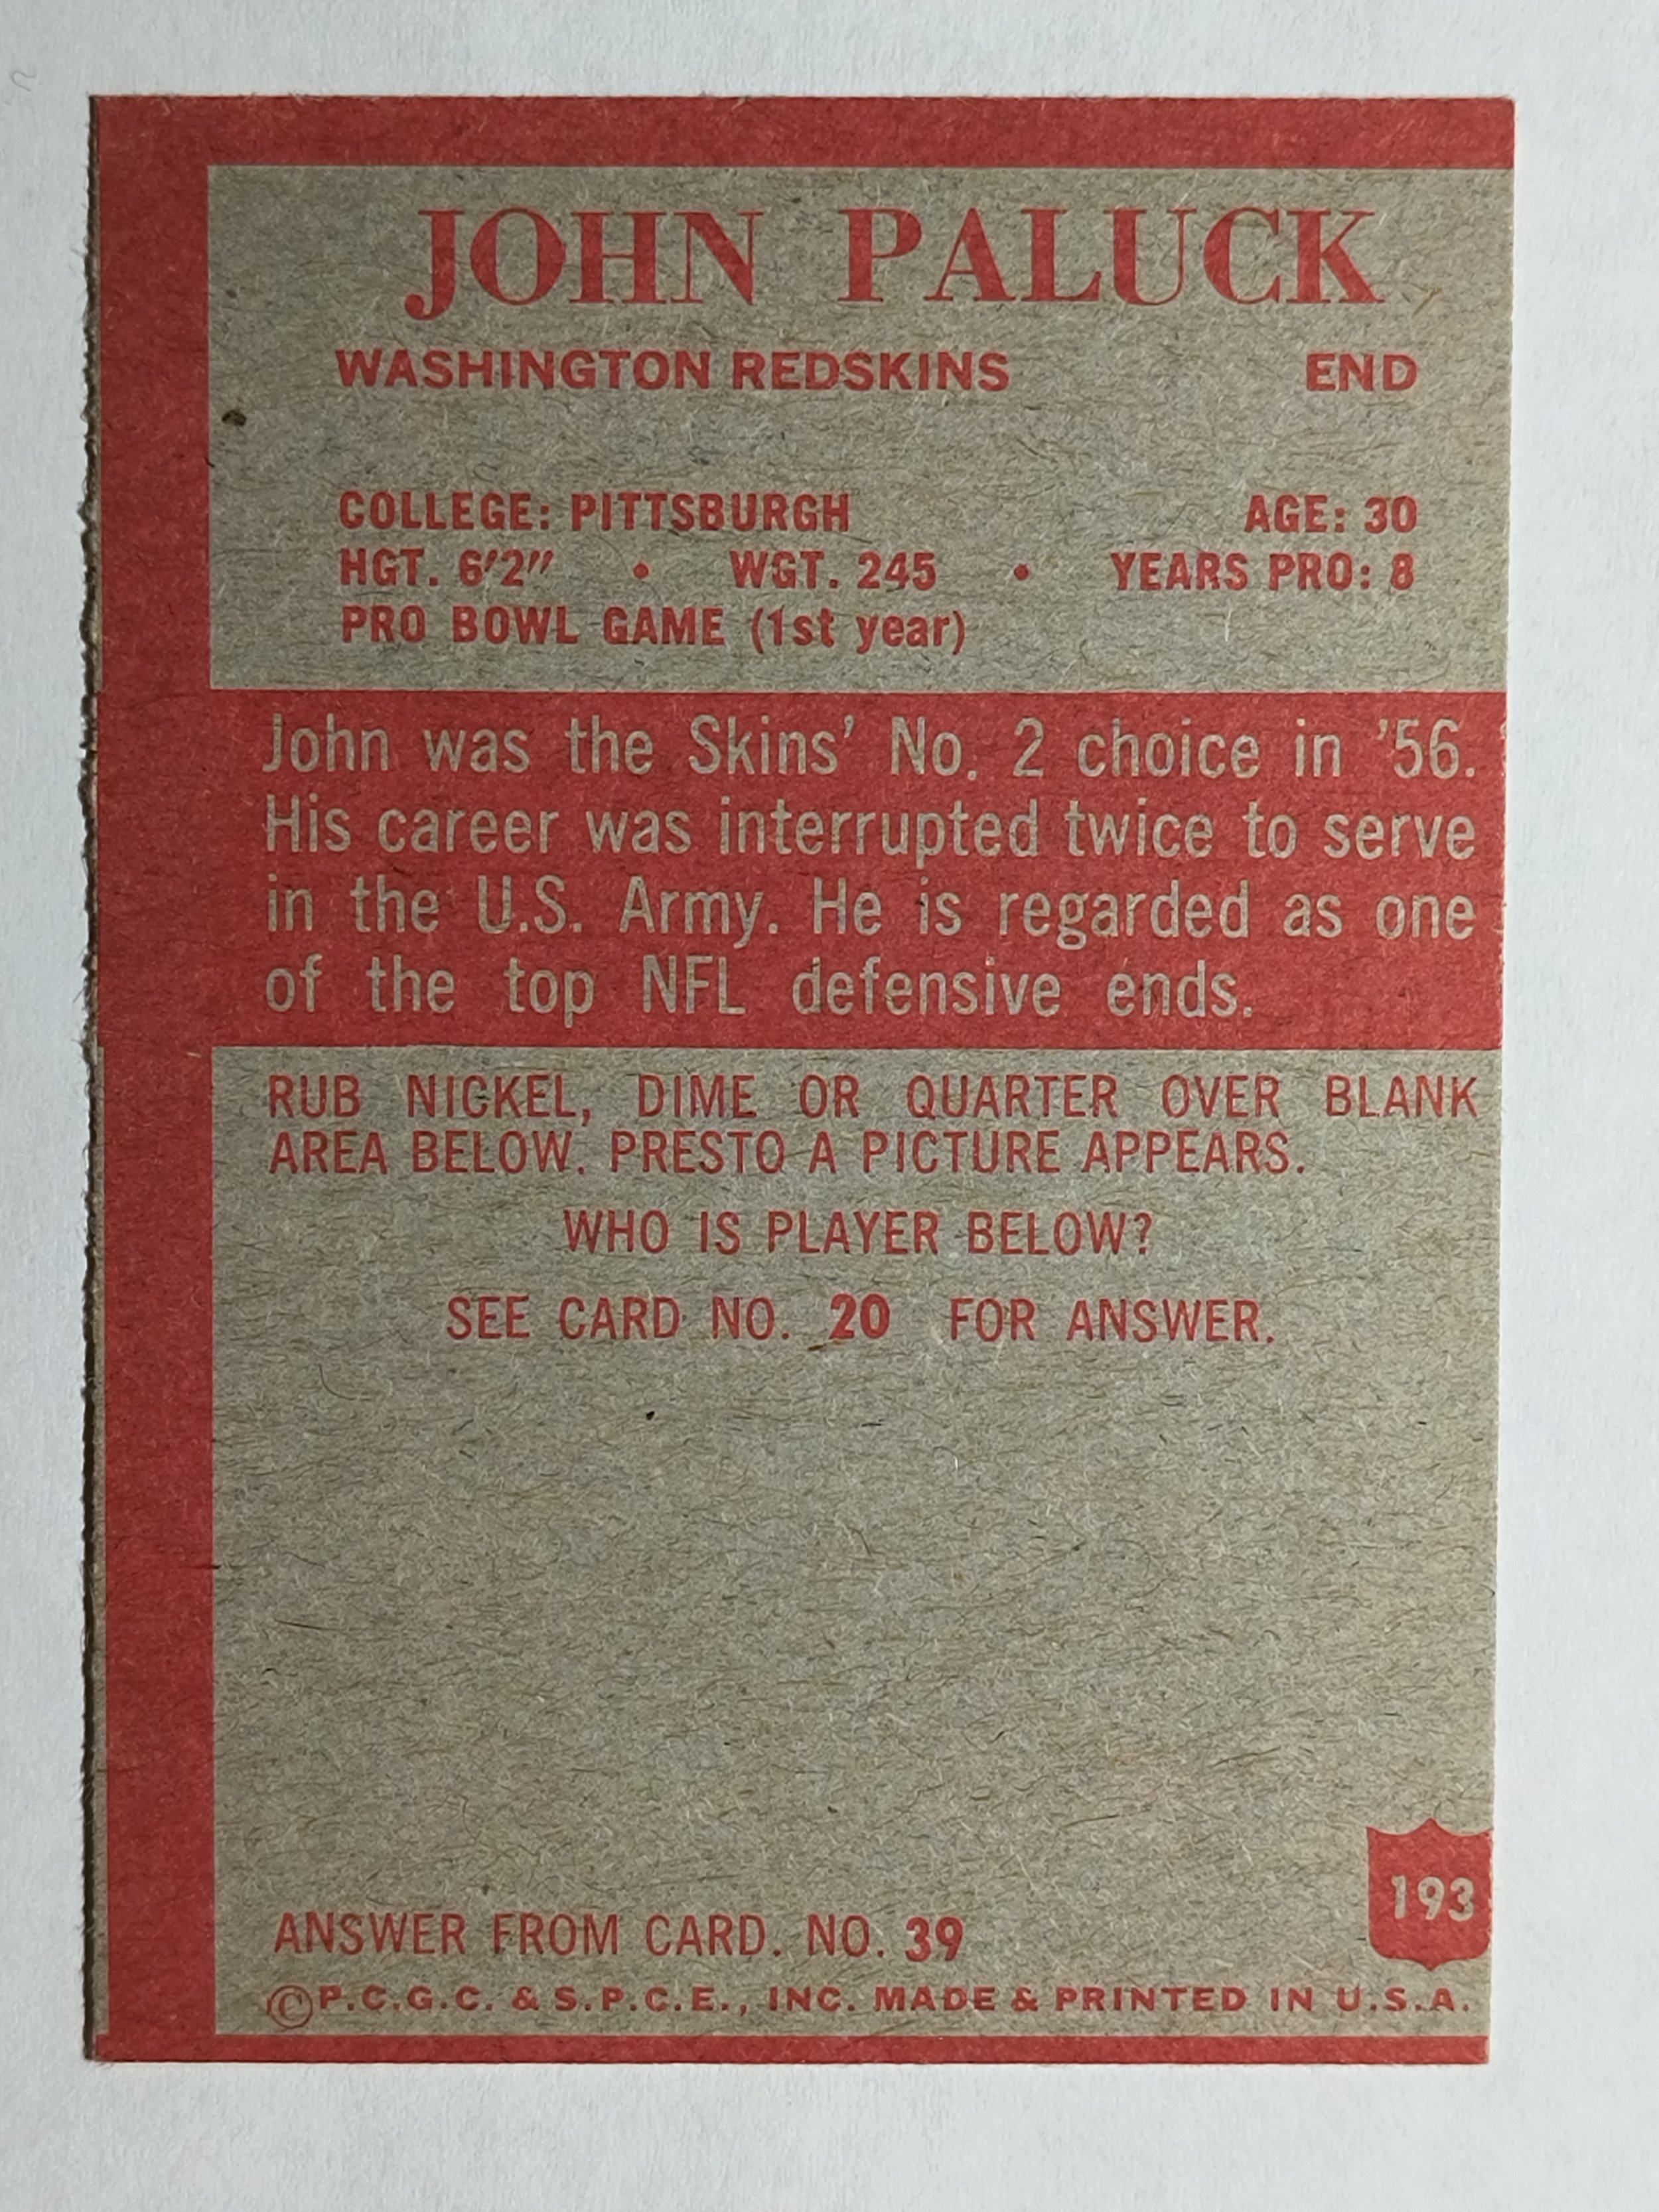 JOHN PALUCK
WASHINGTON REDSKINS END
COLLEGE: PITTSBURGH AGE: 30
HGT. 6'2" • WGT. 245 • YEARS PRO: 8
PRO BOWL GAME (1st year)
John was the Skins' No. 2 choice in '56.
His career was interrupted twice to serve
in the U.S. Army. He is regarded as one
of the top NFL defensive ends.
RUB NICKEL, DIME OR QUARTER OVER BLANK
AREA BELOW. PRESTO A PICTURE APPEARS.
WHO IS PLAYER BELOW?
SEE CARD NO. 20 FOR ANSWER.
193
ANSWER FROM CARD. NO. 39
©P.C.G.C. & S.P.C.E., INC. MADE & PRINTED IN U.S.A.